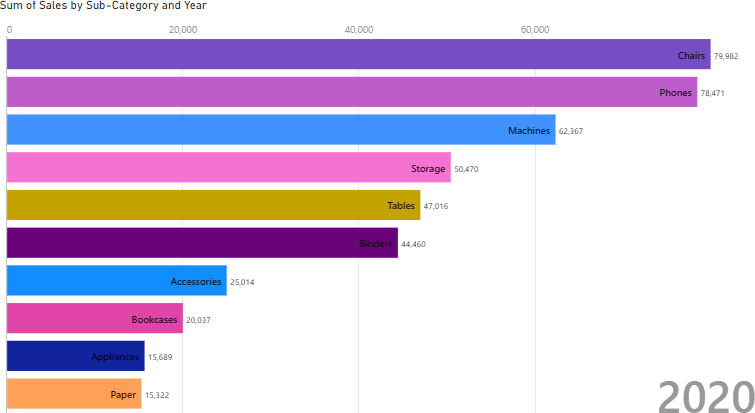 Sum of Sales by Sub-Category and Year
0 20,000 40,000 60,000
Chairs 79,982
Phones 78,471
Machines 62,367
Storage 50,470
Tables 47,016
Binders 44,460
Accessories 25,014
Bookcases 20,037
Appliances 15,689
Paper 15,322
2020